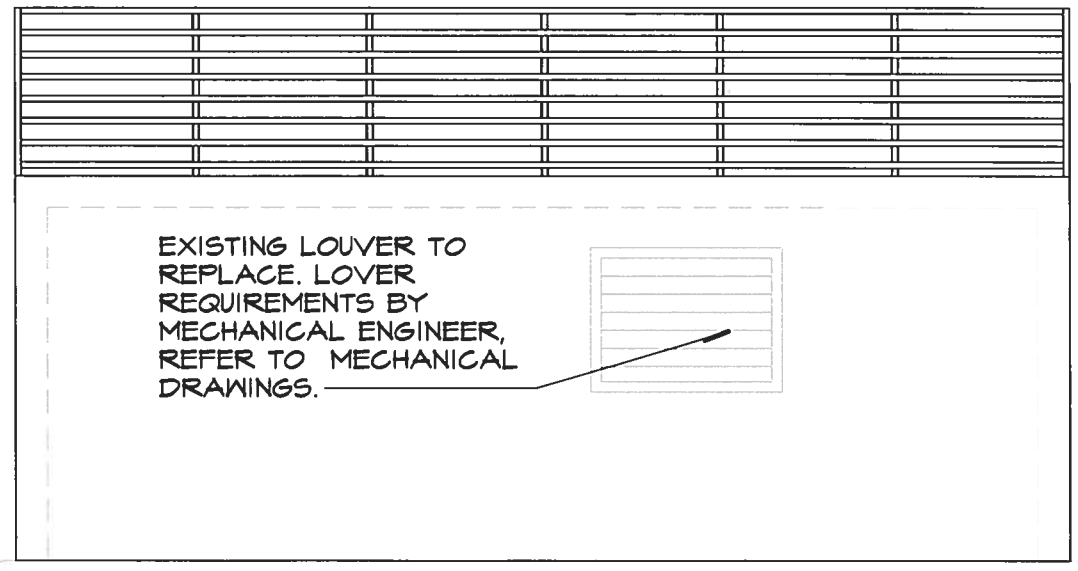 EXISTING LOUVER TO
REPLACE. LOVER
REQUIREMENTS BY
MECHANICAL ENGINEER,
REFER TO MECHANICAL
DRAWINGS.